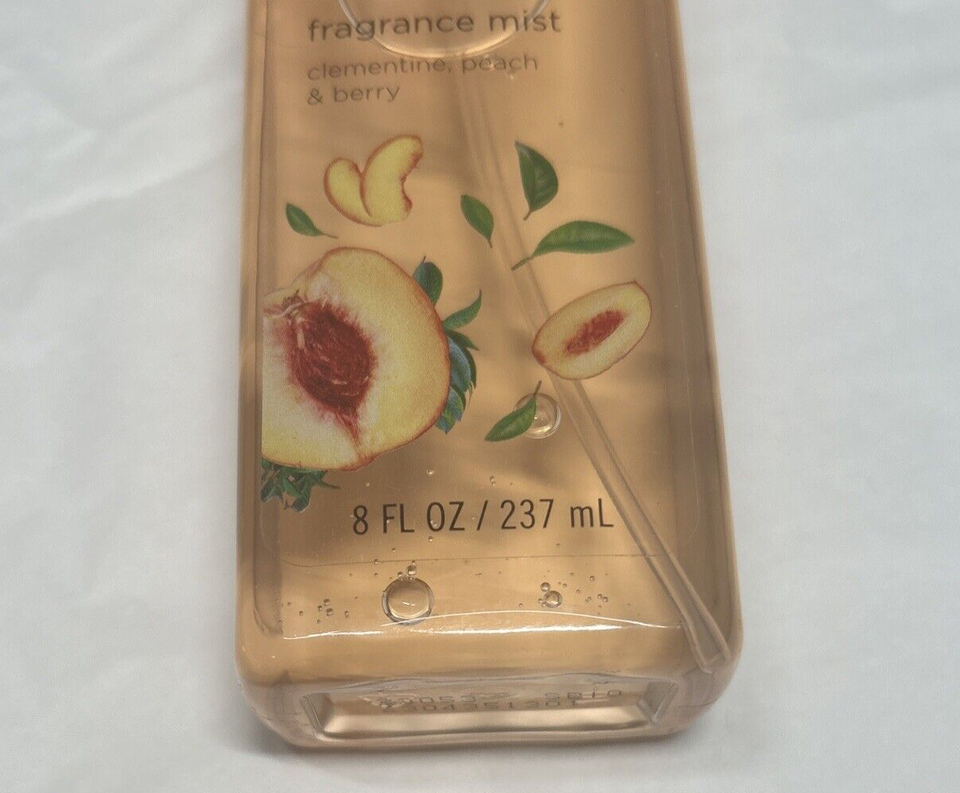 fragrance mist
clementine, peach
& berry
8 FL OZ / 237 mL